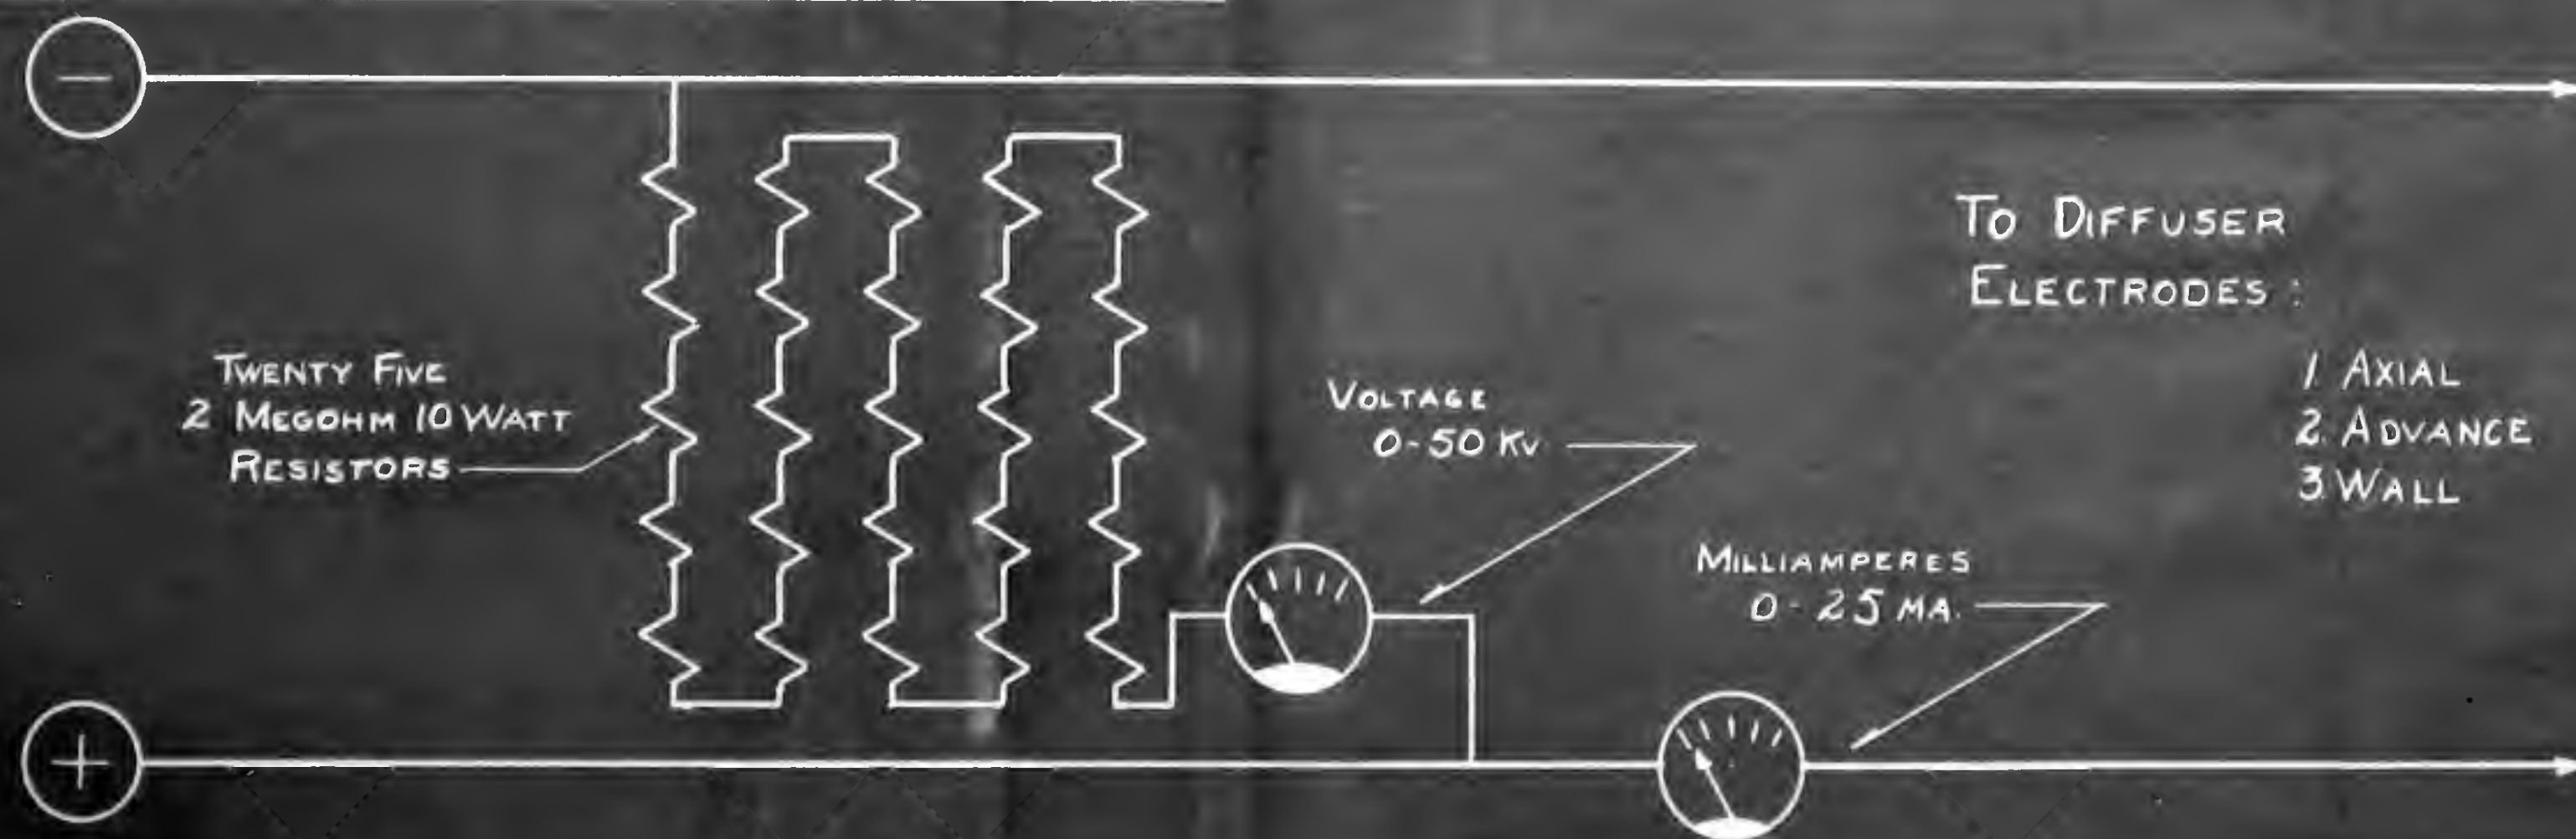 −
TWENTY FIVE
2 MEGOHM 10 WATT
RESISTORS
VOLTAGE
0-50 KV
MILLIAMPERES
0-25 MA.
TO DIFFUSER
ELECTRODES:
1. AXIAL
2. ADVANCE
3. WALL
+